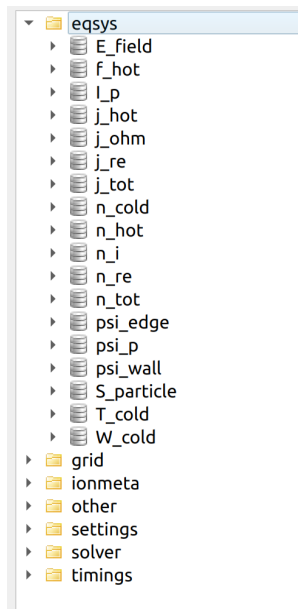 eqsys
E_field
f_hot
I_p
j_hot
j_ohm
j_re
j_tot
n_cold
n_hot
n_i
n_re
n_tot
psi_edge
psi_p
psi_wall
S_particle
T_cold
W_cold
grid
ionmeta
other
settings
solver
timings